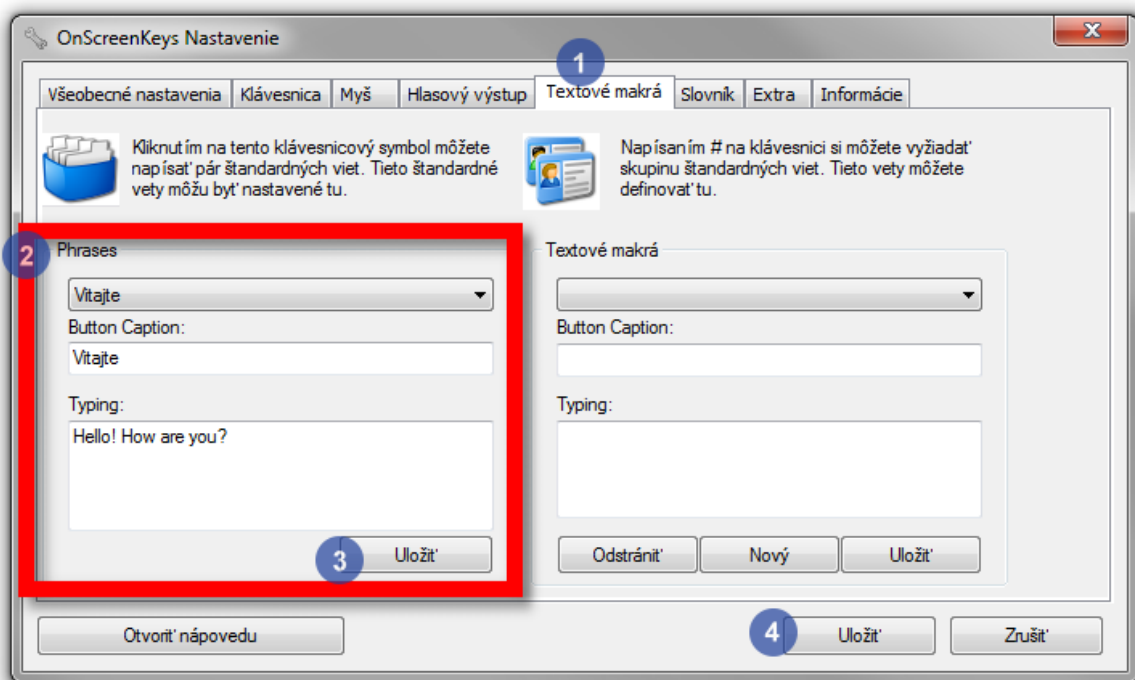 OnScreenKeys Nastavenie
1
Všeobecné nastavenia Klávesnica Myš Hlasový výstup Textové makrá Slovník Extra Informácie
Kliknutím na tento klávesnicový symbol môžete
napísať pár štandardných viet. Tieto štandardné
vety môžu byť nastavené tu.
Napísaním # na klávesnici si môžete vyžiadať
skupinu štandardných viet. Tieto vety môžete
definovať tu.
2
Phrases
Vitajte
Button Caption:
Vitajte
Typing:
Hello! How are you?
3
Uložiť
Textové makrá
Button Caption:
Typing:
Odstrániť Nový Uložiť
Otvoriť nápovedu
4
Uložiť
Zrušiť